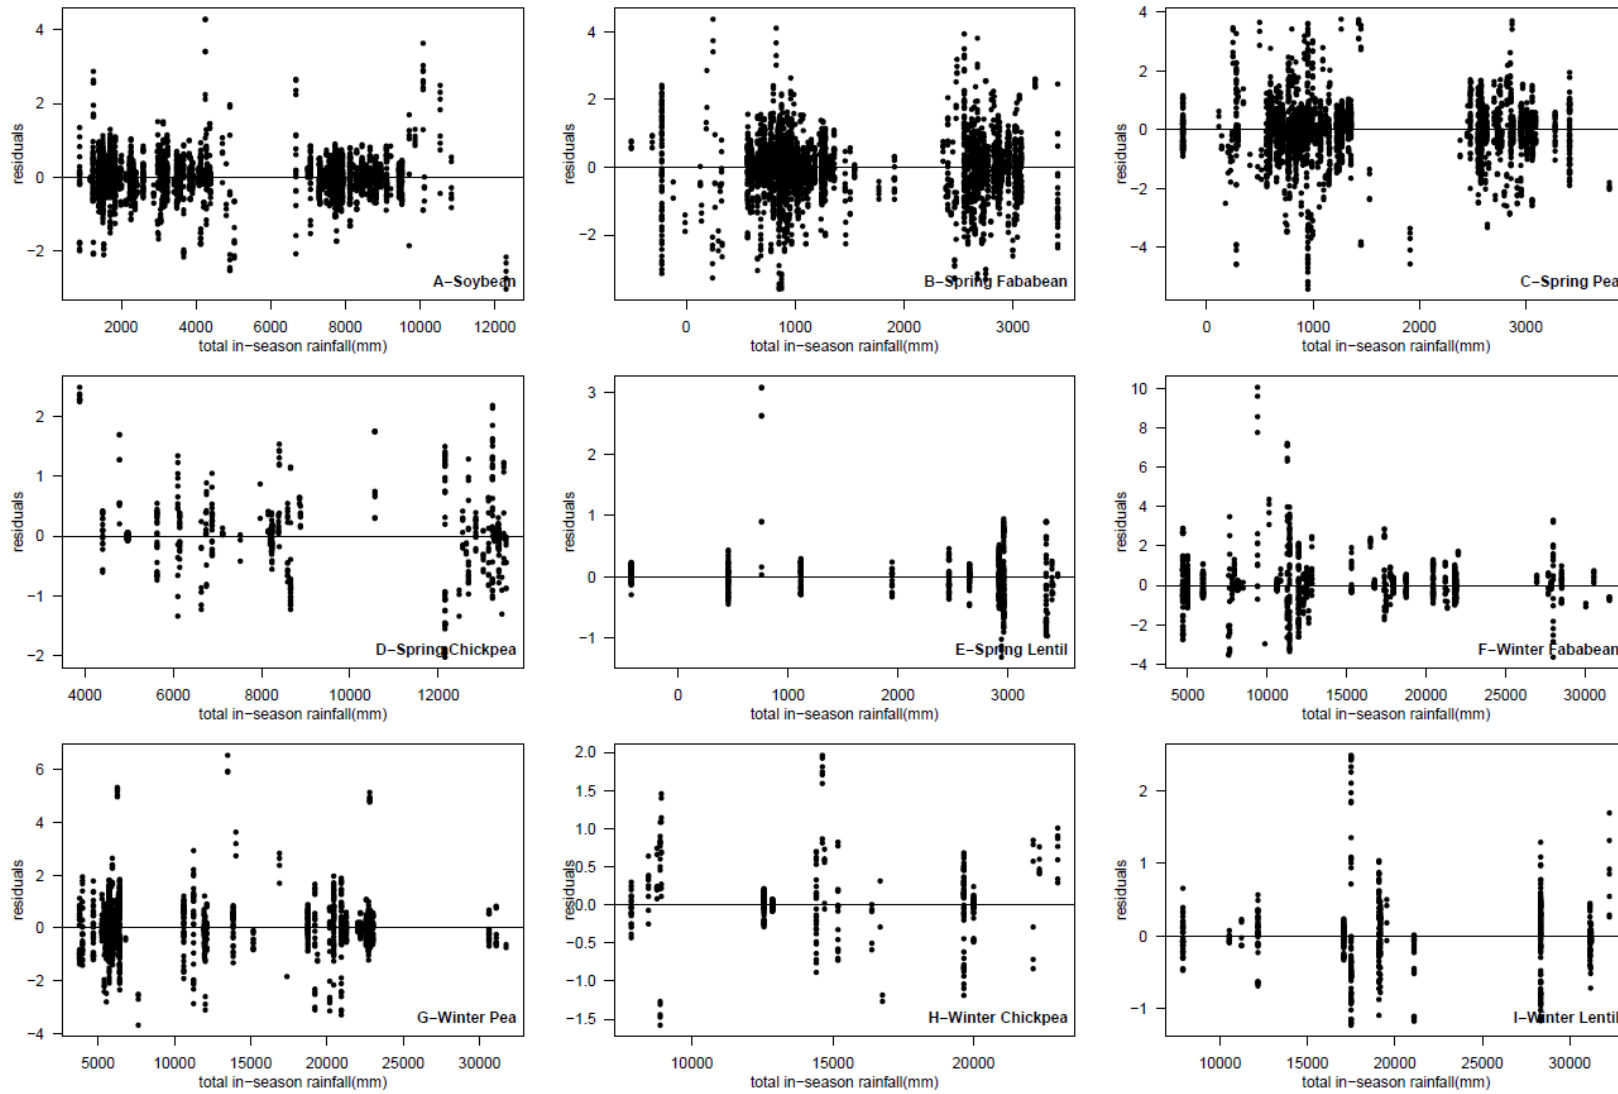 4
2
0
−2
residuals
A−Soybean
2000 4000 6000 8000 10000 12000
total in−season rainfall(mm)
4
2
0
−2
residuals
B−Spring Fababean
0 1000 2000 3000
total in−season rainfall(mm)
4
2
0
−2
−4
residuals
C−Spring Pea
0 1000 2000 3000
total in−season rainfall(mm)
2
1
0
−1
−2
residuals
D−Spring Chickpea
4000 6000 8000 10000 12000
total in−season rainfall(mm)
3
2
1
0
−1
residuals
E−Spring Lentil
0 1000 2000 3000
total in−season rainfall(mm)
10
8
6
4
2
0
−2
−4
residuals
F−Winter Fababean
5000 10000 15000 20000 25000 30000
total in−season rainfall(mm)
6
4
2
0
−2
−4
residuals
G−Winter Pea
5000 10000 15000 20000 25000 30000
total in−season rainfall(mm)
2.0
1.5
1.0
0.5
0.0
−0.5
−1.0
−1.5
residuals
H−Winter Chickpea
10000 15000 20000
total in−season rainfall(mm)
2
1
0
−1
residuals
I−Winter Lentil
10000 15000 20000 25000 30000
total in−season rainfall(mm)